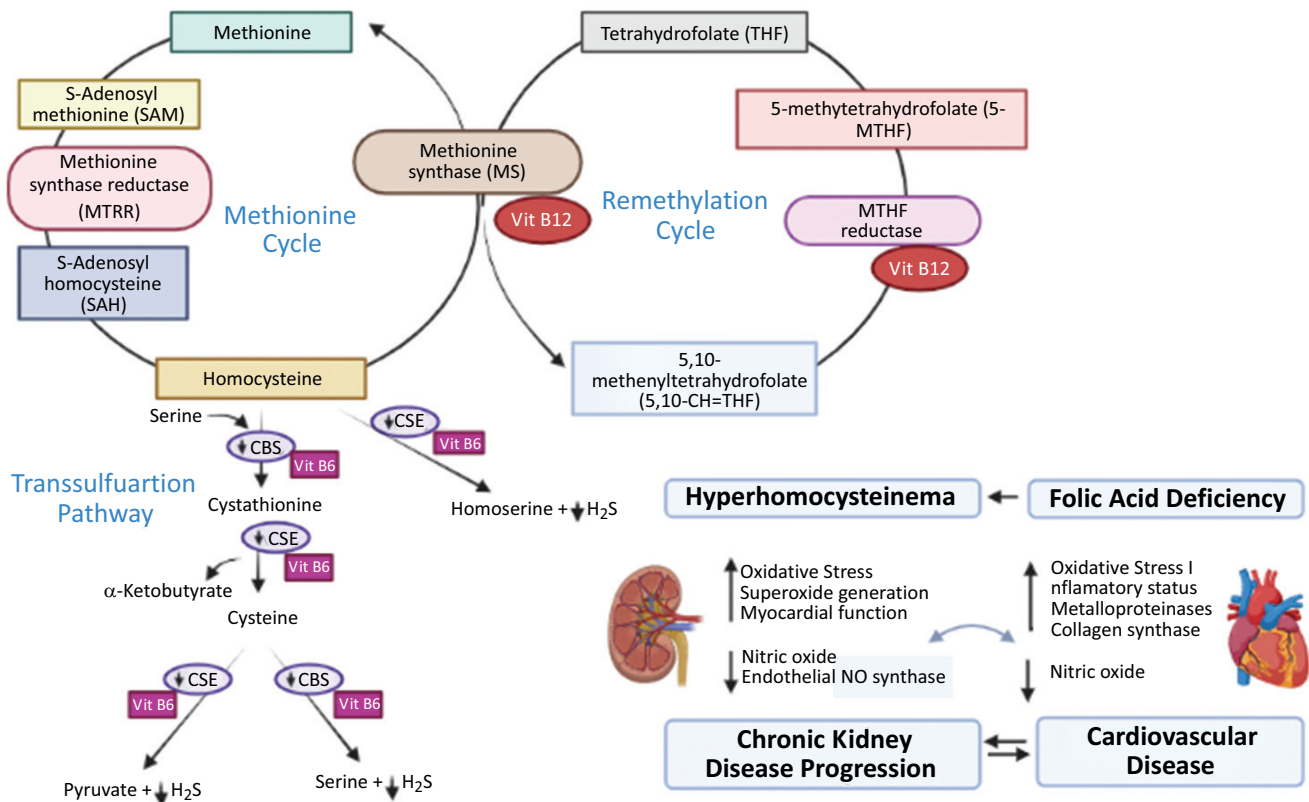 Methionine
Tetrahydrofolate (THF)
S-Adenosyl
methionine (SAM)
5-methytetrahydrofolate (5-
MTHF)
Methionine
synthase (MS)
Methionine
synthase reductase
(MTRR)
Methionine
Cycle
Vit B12
Remethylation
Cycle
MTHF
reductase
Vit B12
S-Adenosyl
homocysteine
(SAH)
Homocysteine
5,10-
methenyltetrahydrofolate
(5,10-CH=THF)
Serine
CBS
Vit B6
CSE
Vit B6
Transsulfuartion
Pathway
Cystathionine
Homoserine + H₂S
CSE
Vit B6
α-Ketobutyrate
Cysteine
CSE
Vit B6
CBS
Vit B6
Pyruvate + H₂S
Serine + H₂S
Hyperhomocysteinema
Folic Acid Deficiency
Oxidative Stress
Superoxide generation
Myocardial function
Nitric oxide
Endothelial NO synthase
Oxidative Stress I
nflamatory status
Metalloproteinases
Collagen synthase
Nitric oxide
Chronic Kidney
Disease Progression
Cardiovascular
Disease